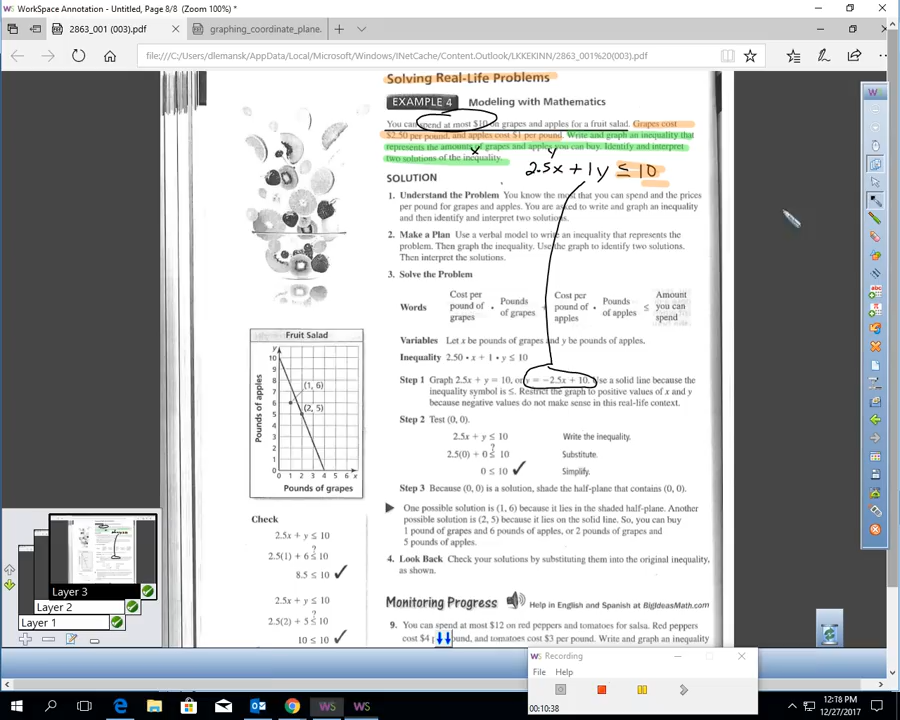 WorkSpace Annotation - Untitled, Page 8/8 (Zoom 100%) *
2863_001 (003).pdf
graphing_coordinate_plane.
file:///C:/Users/dlemansk/AppData/Local/Microsoft/Windows/INetCache/Content.Outlook/LKKEKINN/2863_001%20(003).pdf
Solving Real-Life Problems
EXAMPLE 4 Modeling with Mathematics
You can spend at most $10 on grapes and apples for a fruit salad. Grapes cost
$2.50 per pound, and apples cost $1 per pound. Write and graph an inequality that
represents the amounts of grapes and apples you can buy. Identify and interpret
two solutions of the inequality.
x y
2.5x + 1y ≤ 10
SOLUTION
1. Understand the Problem You know the most that you can spend and the prices
per pound for grapes and apples. You are asked to write and graph an inequality
and then identify and interpret two solutions.
2. Make a Plan Use a verbal model to write an inequality that represents the
problem. Then graph the inequality. Use the graph to identify two solutions.
Then interpret the solutions.
3. Solve the Problem
Words
Cost per
pound of
grapes
·
Pounds
of grapes
Cost per
pound of
apples
·
Pounds
of apples
≤
Amount
you can
spend
Variables Let x be pounds of grapes and y be pounds of apples.
Inequality 2.50 · x + 1 · y ≤ 10
Step 1 Graph 2.5x + y = 10, or y = −2.5x + 10. Use a solid line because the
inequality symbol is ≤. Restrict the graph to positive values of x and y
because negative values do not make sense in this real-life context.
Step 2 Test (0, 0).
2.5x + y ≤ 10 Write the inequality.
2.5(0) + 0 ≤? 10 Substitute.
0 ≤ 10 ✓ Simplify.
Step 3 Because (0, 0) is a solution, shade the half-plane that contains (0, 0).
One possible solution is (1, 6) because it lies in the shaded half-plane. Another
possible solution is (2, 5) because it lies on the solid line. So, you can buy
1 pound of grapes and 6 pounds of apples, or 2 pounds of grapes and
5 pounds of apples.
4. Look Back Check your solutions by substituting them into the original inequality,
as shown.
Monitoring Progress Help in English and Spanish at BigIdeasMath.com
9. You can spend at most $12 on red peppers and tomatoes for salsa. Red peppers
cost $4 pound, and tomatoes cost $3 per pound. Write and graph an inequality
Fruit Salad
y
10
9
8
7
6
5
4
3
2
1
0
(1, 6)
(2, 5)
0 1 2 3 4 5 6 x
Pounds of apples
Pounds of grapes
Check
2.5x + y ≤ 10
2.5(1) + 6 ≤? 10
8.5 ≤ 10 ✓
2.5x + y ≤ 10
2.5(2) + 5 ≤? 10
10 ≤ 10 ✓
Layer 3
Layer 2
Layer 1
WS Recording
File Help
00:10:38
12:78 PM
12/27/2017